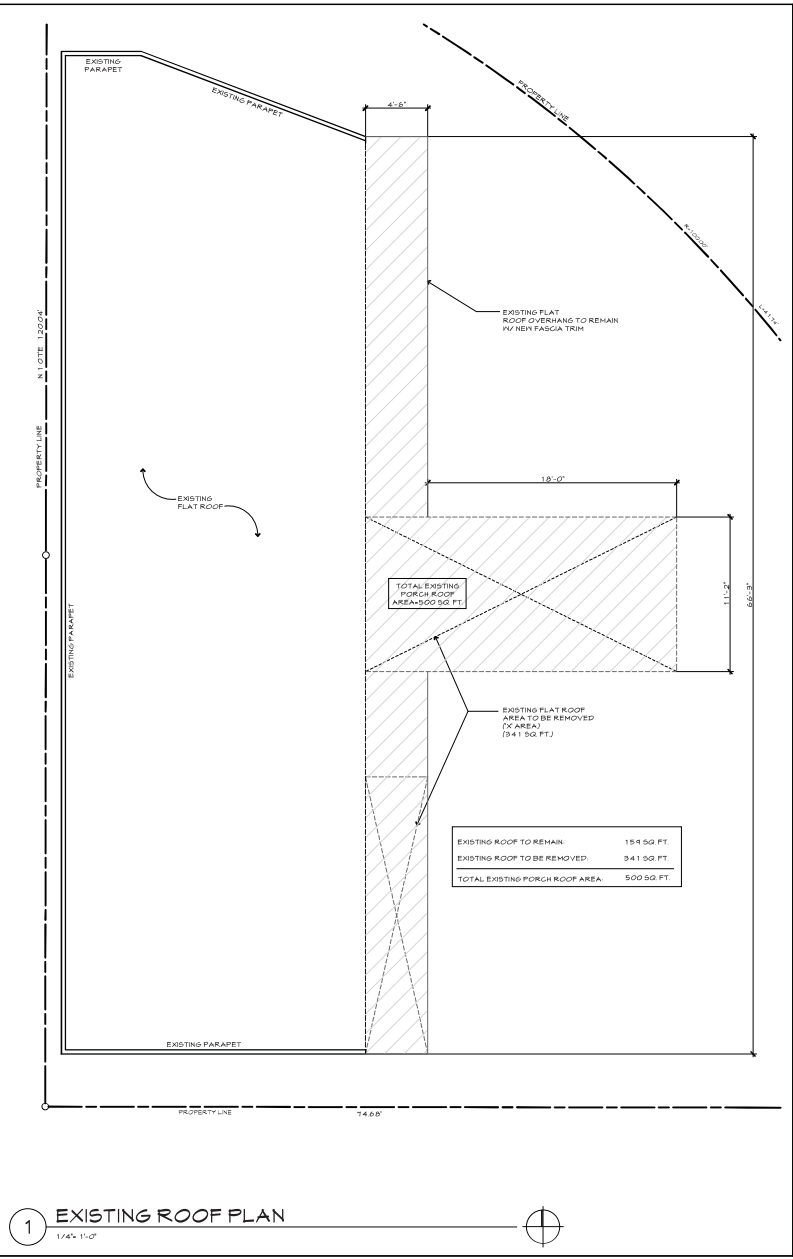 EXISTING
PARAPET
EXISTING PARAPET
4'-6"
PROPERTY LINE
R=100.00'
L=41.74'
EXISTING FLAT
ROOF OVERHANG TO REMAIN
W/ NEW FASCIA TRIM
PROPERTY LINE
120.04'
EXISTING
FLAT ROOF
18'-0"
TOTAL EXISTING
PORCH ROOF
AREA=500 SQ. FT.
11'-2"
66'-3"
EXISTING PARAPET
EXISTING FLAT ROOF
AREA TO BE REMOVED
('X' AREA)
(341 SQ. FT.)
EXISTING ROOF TO REMAIN: 159 SQ. FT.
EXISTING ROOF TO BE REMOVED: 341 SQ. FT.
TOTAL EXISTING PORCH ROOF AREA: 500 SQ. FT.
EXISTING PARAPET
PROPERTY LINE
74.68'
1
EXISTING ROOF PLAN
1/4"= 1'-0"